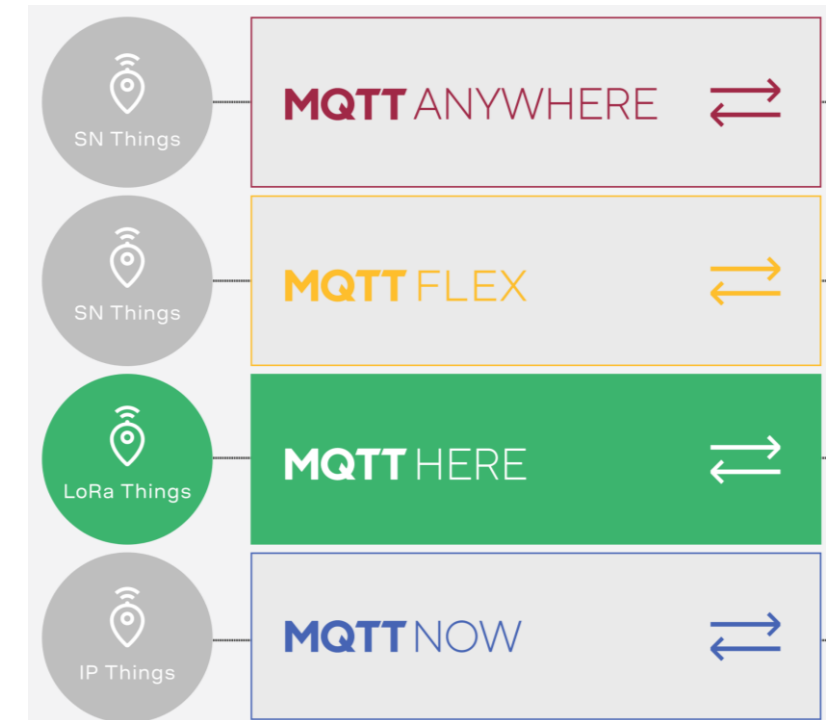 SN Things
MQTT ANYWHERE
SN Things
MQTT FLEX
LoRa Things
MQTT HERE
IP Things
MQTT NOW